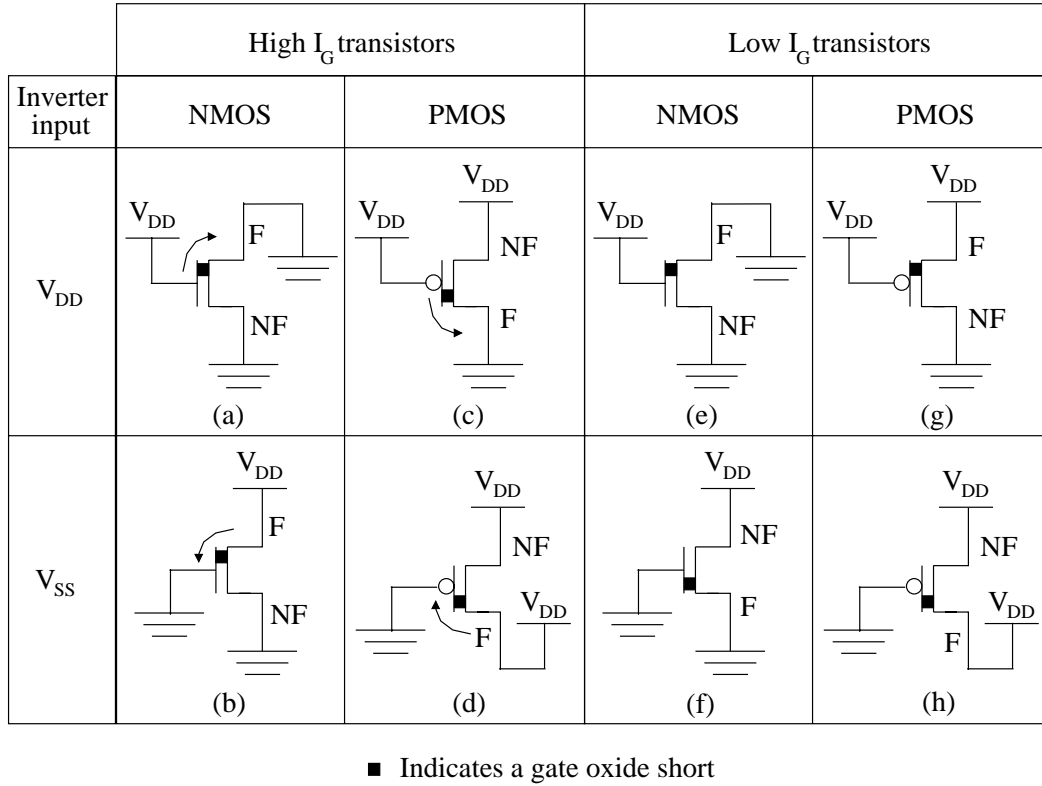 High I_G transistors Low I_G transistors
Inverter input NMOS PMOS NMOS PMOS
V_DD
V_DD F NF (a)
V_DD V_DD NF F (c)
V_DD F NF (e)
V_DD V_DD F NF (g)
V_SS
V_DD F NF (b)
V_DD NF V_DD F (d)
V_DD NF F (f)
V_DD NF V_DD F (h)
Indicates a gate oxide short